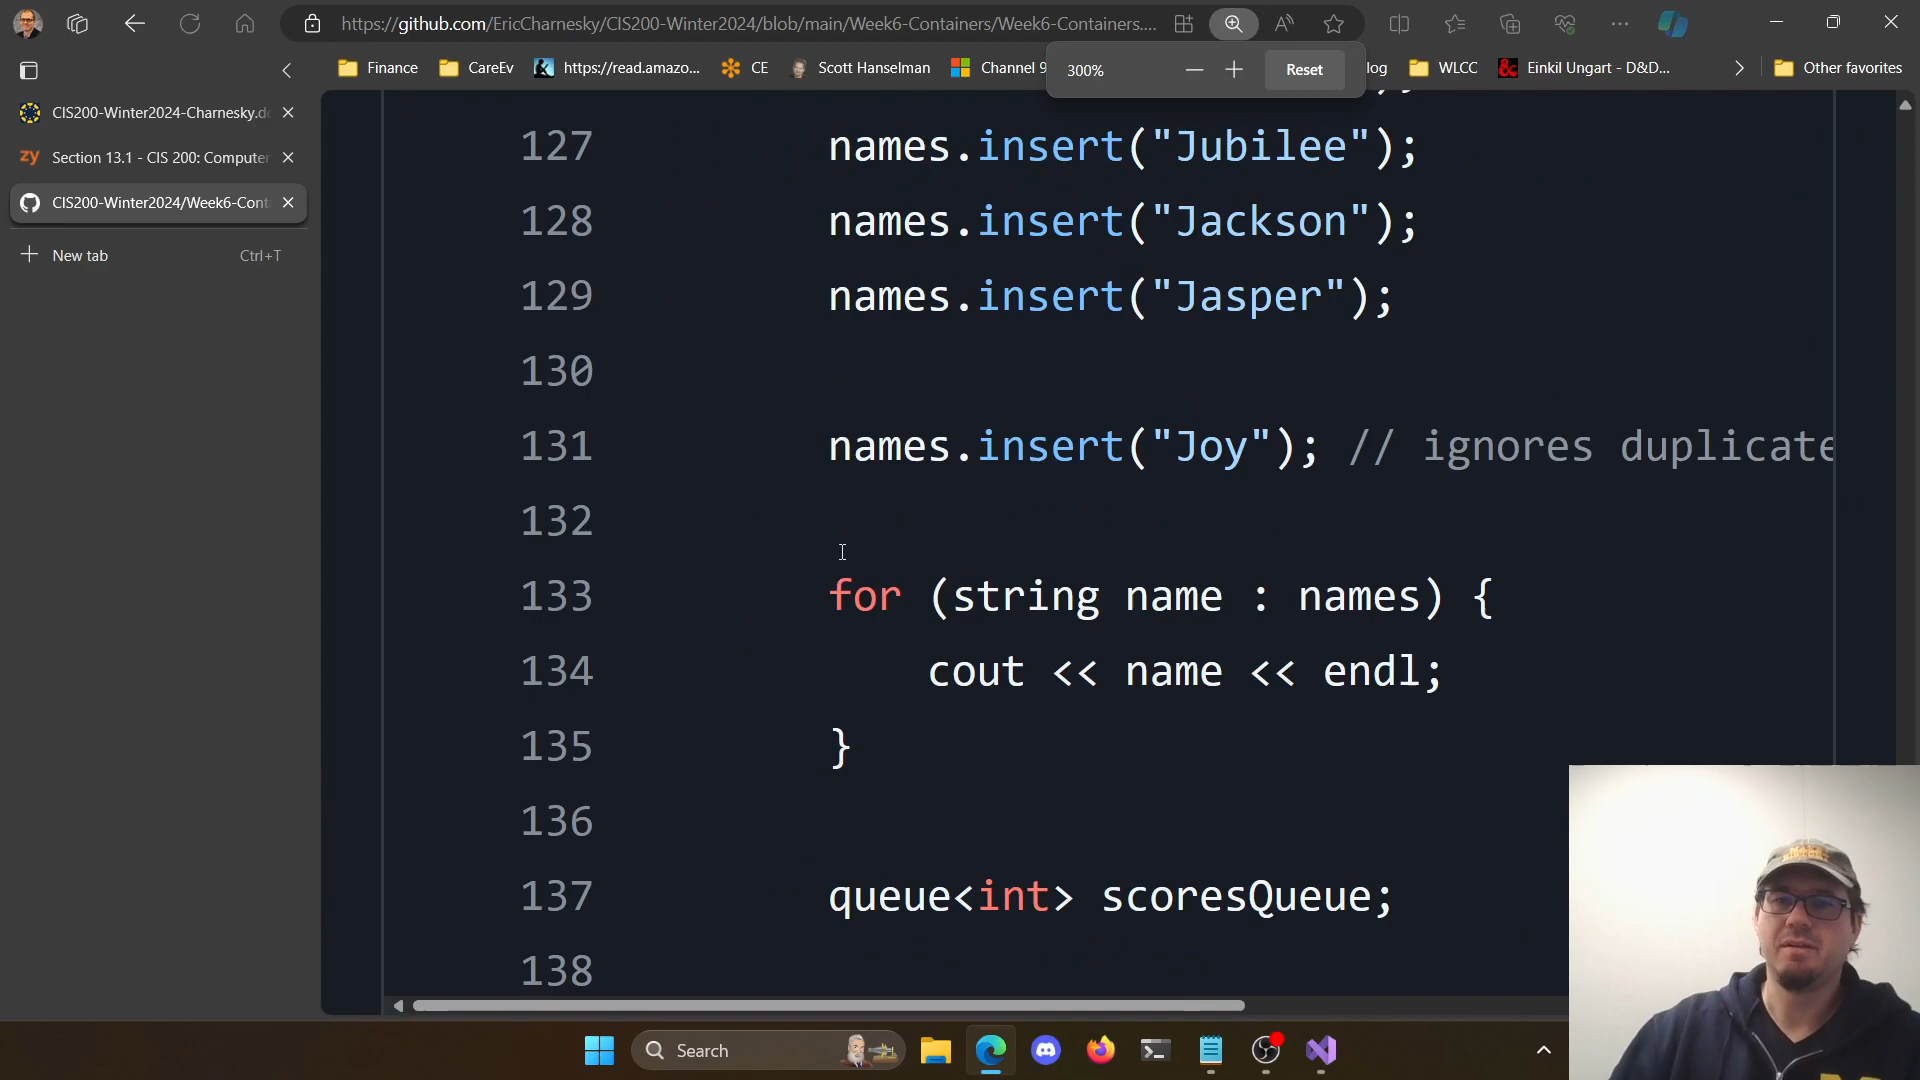 https://github.com/EricCharnesky/CIS200-Winter2024/blob/main/Week6-Containers/Week6-Containers....
Finance
CareEv
https://read.amazo...
CE
Scott Hanselman
Channel 9
300%
Reset
log
WLCC
Einkil Ungart - D&D...
Other favorites
CIS200-Winter2024-Charnesky.de
zy Section 13.1 - CIS 200: Computer
CIS200-Winter2024/Week6-Cont
New tab Ctrl+T
127 names.insert("Jubilee");
128 names.insert("Jackson");
129 names.insert("Jasper");
130
131 names.insert("Joy"); // ignores duplicate
132
133 for (string name : names) {
134 cout << name << endl;
135 }
136
137 queue<int> scoresQueue;
138
Search